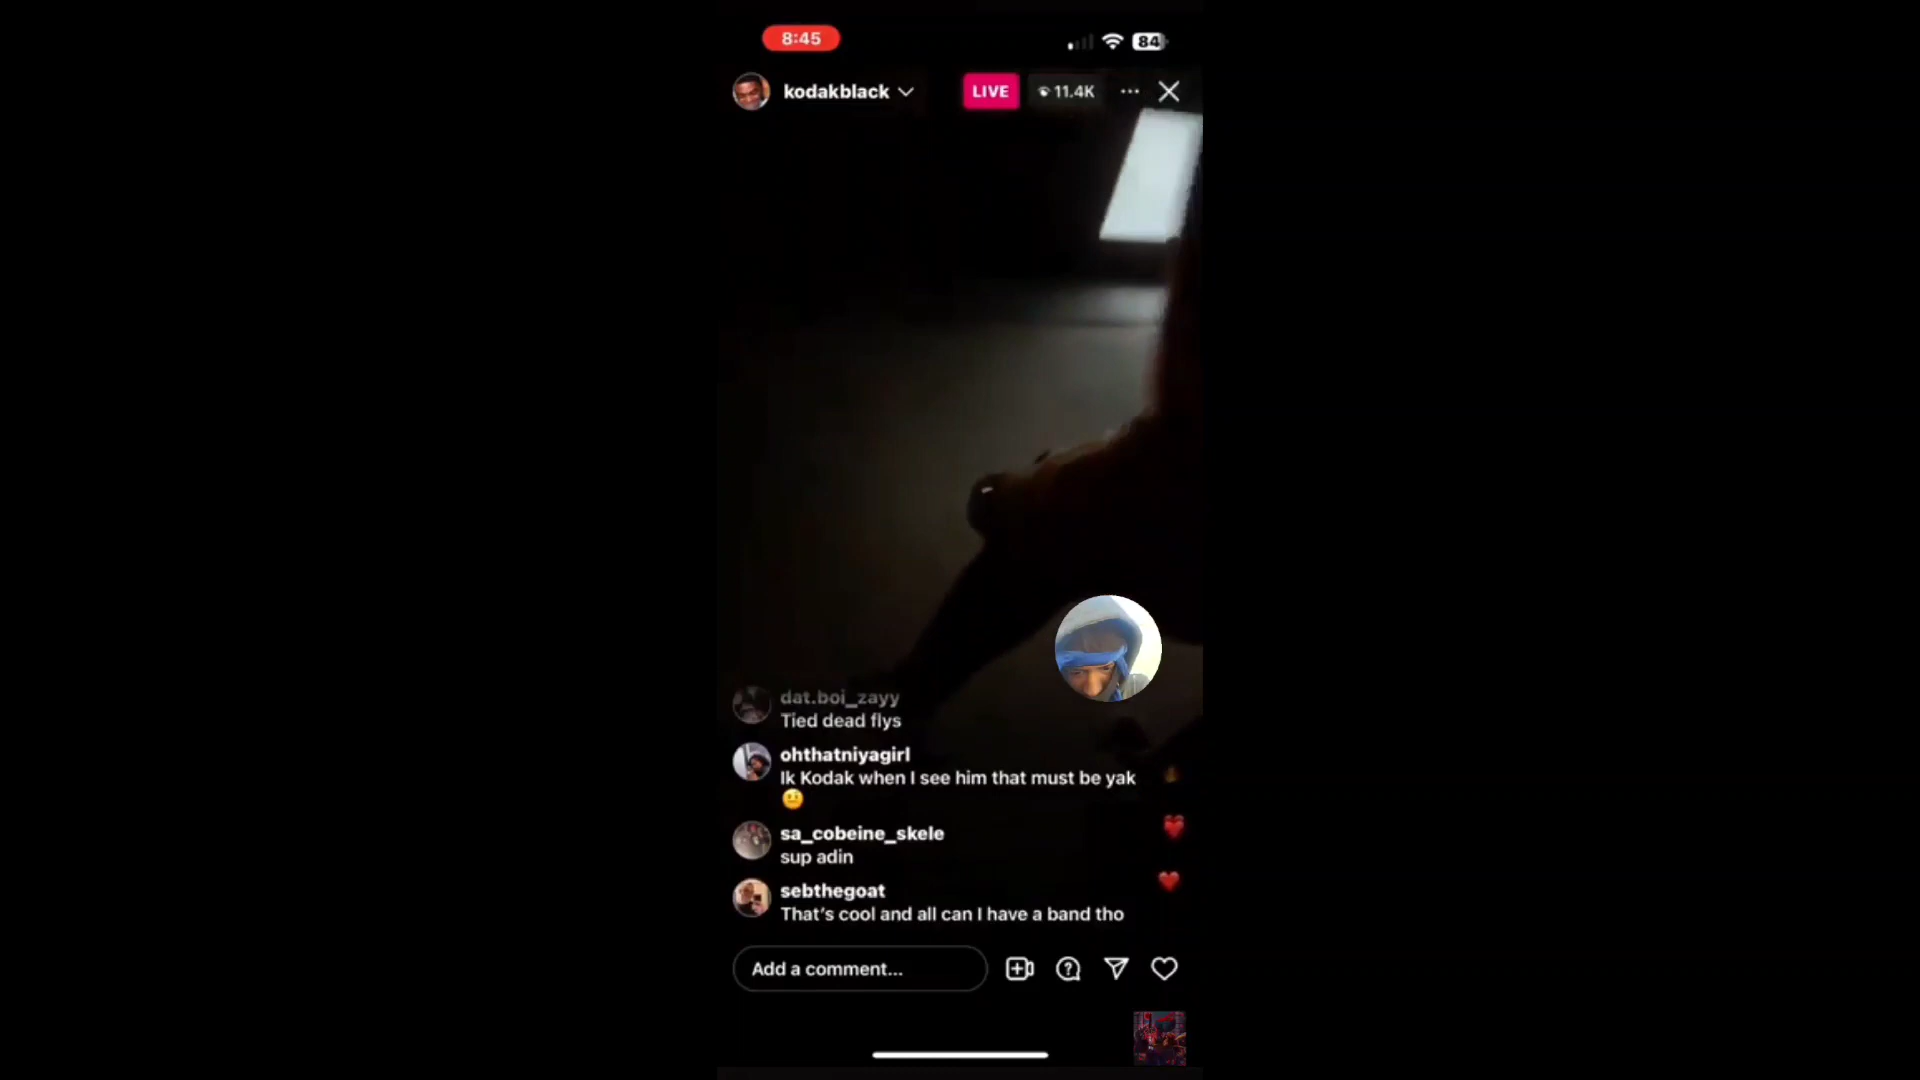 8:45
84
kodakblack
LIVE
11.4K
dat.boi_zayy
Tied dead flys
ohthatniyagirl
Ik Kodak when I see him that must be yak
🤨
sa_cobeine_skele
sup adin
sebthegoat
That's cool and all can I have a band tho
Add a comment...